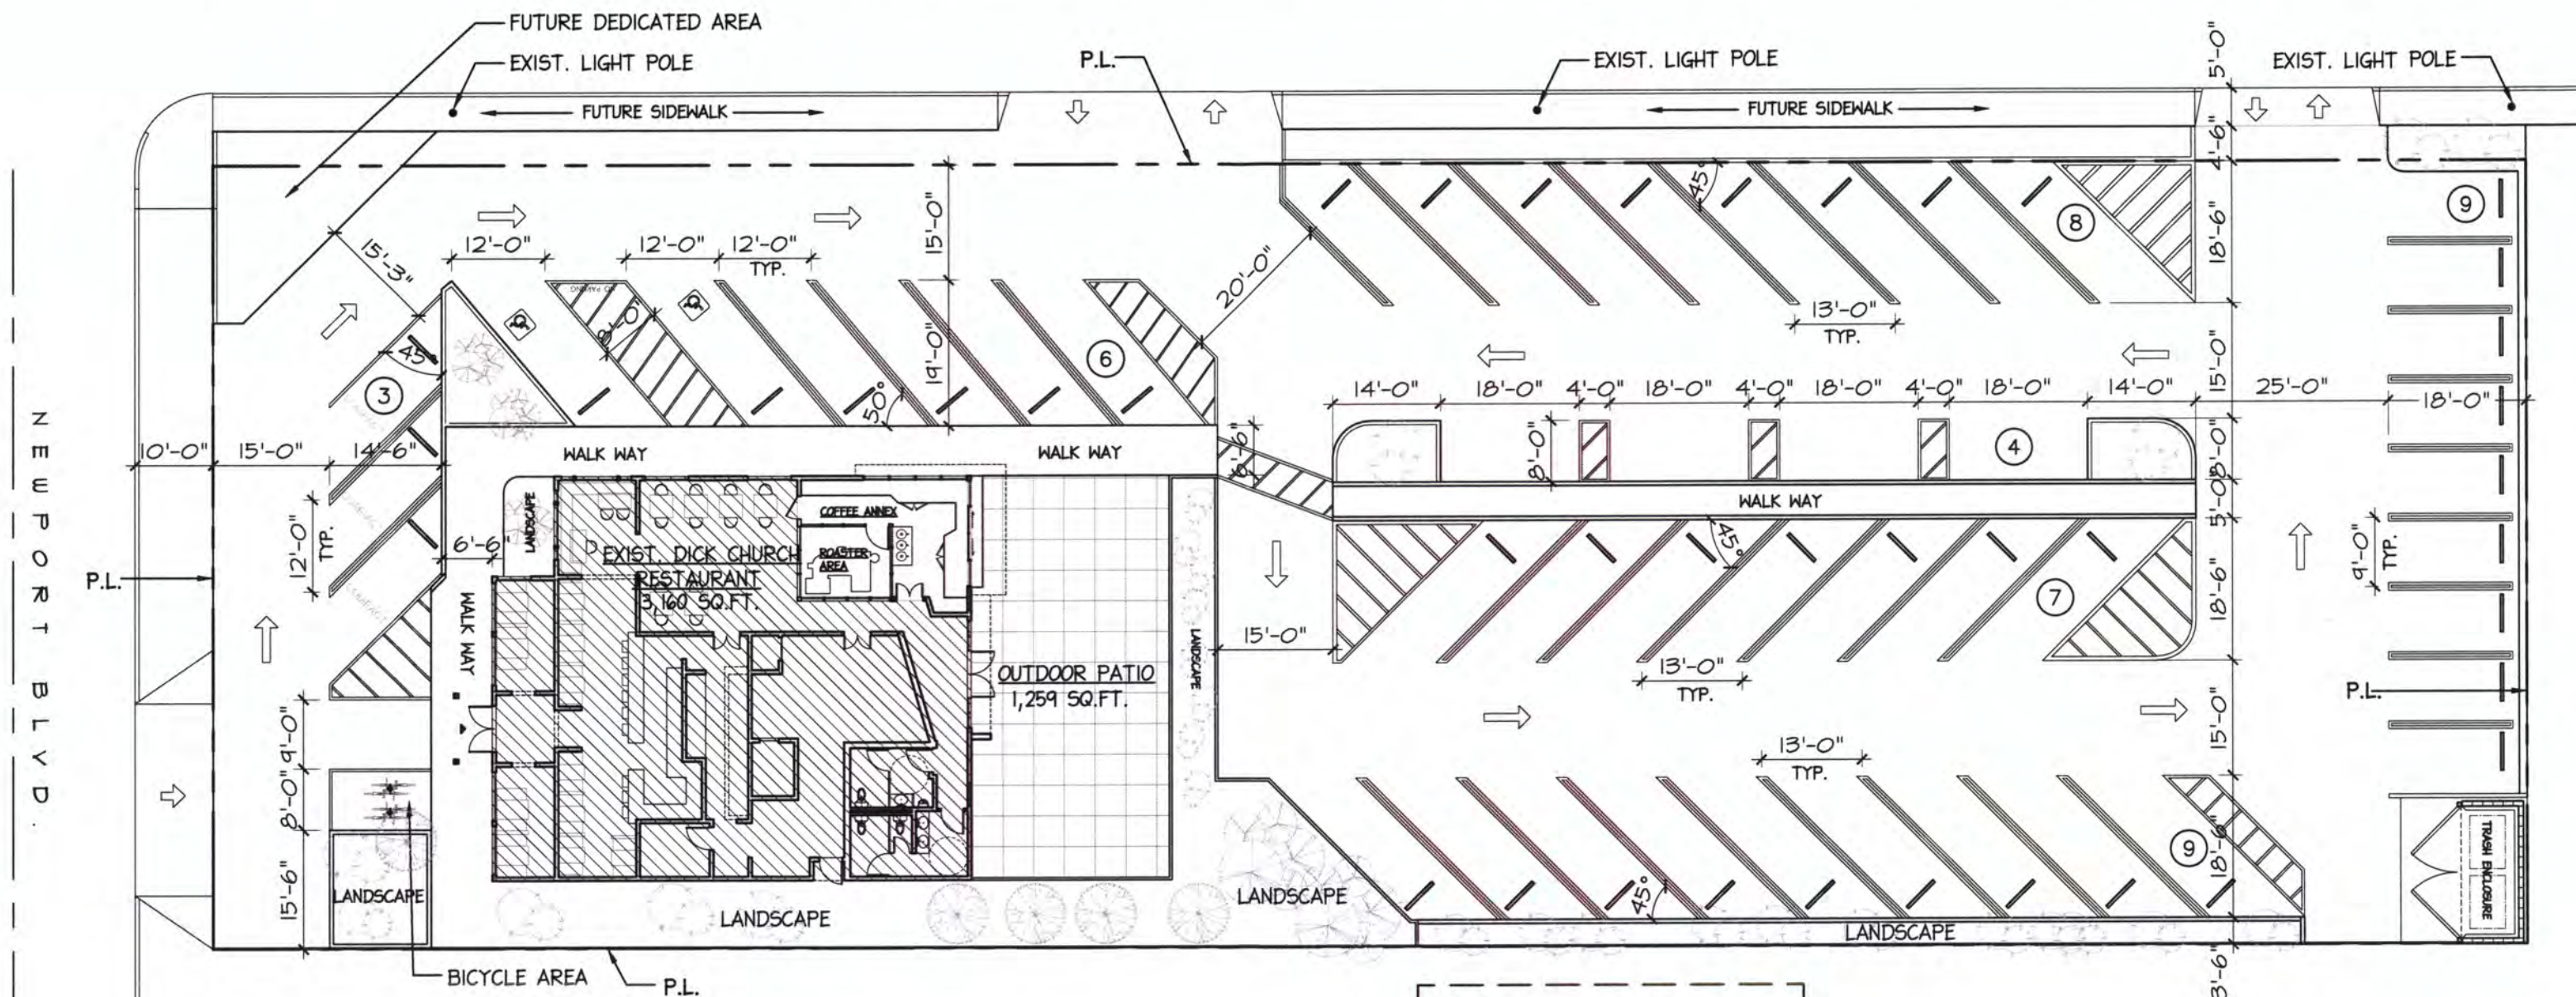 FUTURE DEDICATED AREA
EXIST. LIGHT POLE
P.L.
EXIST. LIGHT POLE
EXIST. LIGHT POLE
5'-0"
FUTURE SIDEWALK
FUTURE SIDEWALK
4'-6"
45°
9
8
18'-6"
15'-0"
12'-0"
12'-0"
12'-0"
TYP.
15'-3"
20'-0"
NO PARKING
8'-0"
13'-0"
TYP.
45
3
19'-0"
50°
6
15'-0"
14'-0"
18'-0"
4'-0"
18'-0"
4'-0"
18'-0"
4'-0"
18'-0"
14'-0"
25'-0"
18'-0"
NEWPORT BLVD.
10'-0"
15'-0"
14'-6"
WALK WAY
WALK WAY
8'-0"
4
8'-0"
LANDSCAPE
COFFEE ANNEX
WALK WAY
5'-0"
12'-0"
TYP.
6'-6"
EXIST. DICK CHURCH
RESTAURANT
3,160 SQ.FT.
ROASTER
AREA
45°
9'-0"
TYP.
P.L.
WALK WAY
7
18'-9"
15'-0"
LANDSCAPE
OUTDOOR PATIO
1,259 SQ.FT.
13'-0"
TYP.
P.L.
9'-0"
13'-0"
TYP.
15'-0"
8'-0"
15'-6"
LANDSCAPE
LANDSCAPE
LANDSCAPE
45°
9
18'-6"
TRASH ENCLOSURE
LANDSCAPE
BICYCLE AREA
P.L.
3'-6"